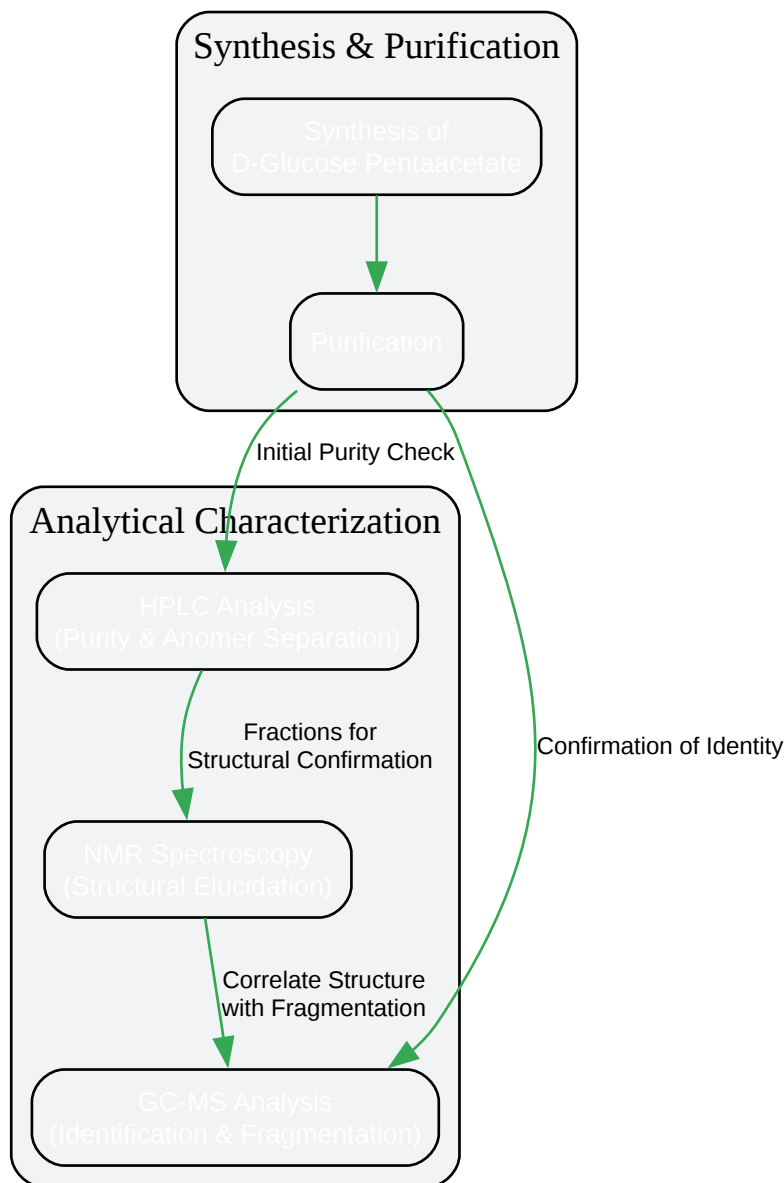 Synthesis & Purification
Synthesis of
D-Glucose Pentaacetate
Purification
Initial Purity Check
Analytical Characterization
HPLC Analysis
(Purity & Anomer Separation)
Fractions for
Structural Confirmation
Confirmation of Identity
NMR Spectroscopy
(Structural Elucidation)
Correlate Structure
with Fragmentation
GC-MS Analysis
(Identification & Fragmentation)